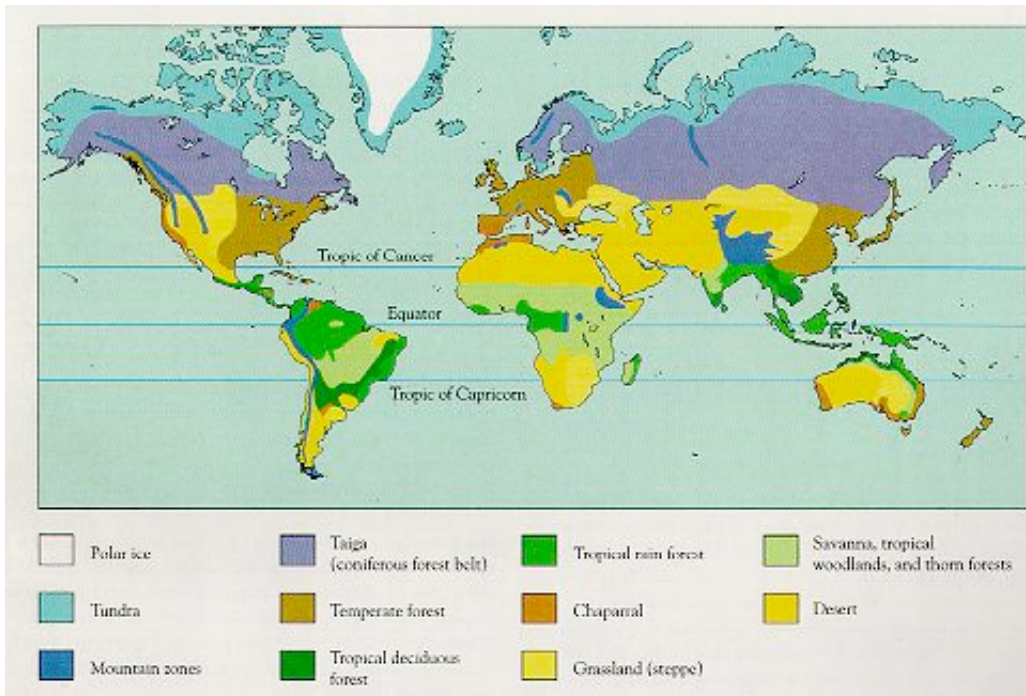 Tropic of Cancer
Equator
Tropic of Capricorn
Polar ice
Taiga
(coniferous forest belt)
Tropical rain forest
Savanna, tropical
woodlands, and thorn forests
Tundra
Temperate forest
Chaparral
Desert
Mountain zones
Tropical deciduous
forest
Grassland (steppe)